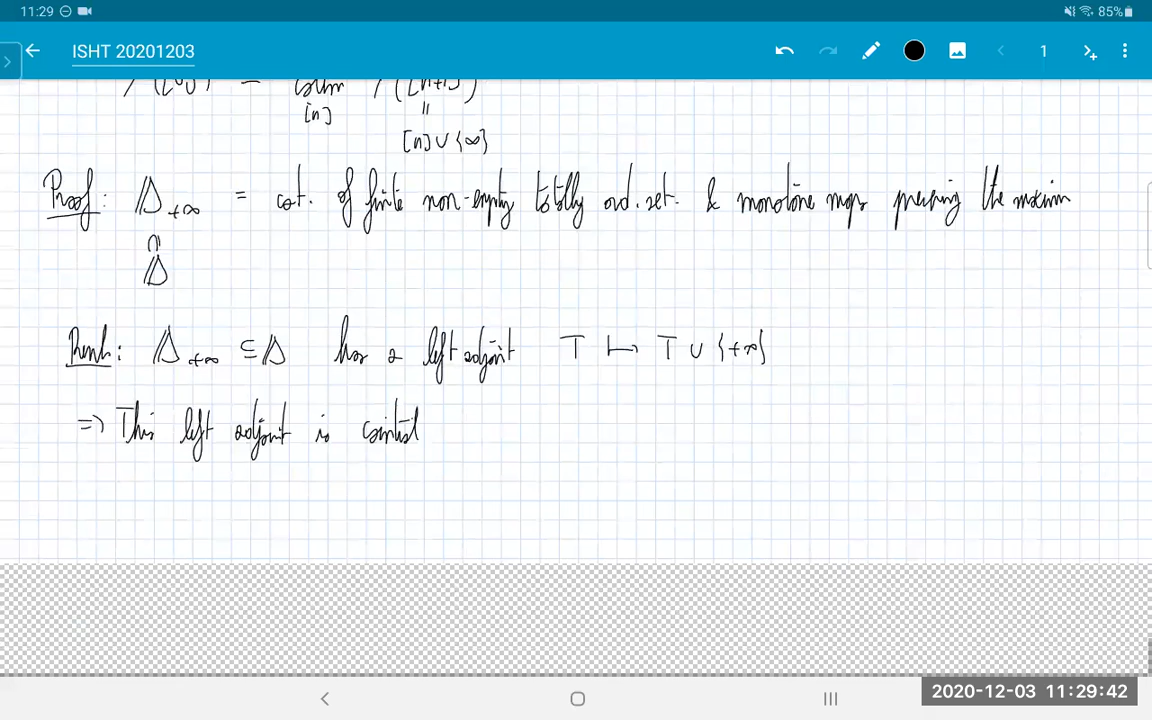 11:29
85%
ISHT 20201203
1
[n]
[n] ∪ {∞}
Proof: Δ₊∞ = cat. of finite non-empty totally ord. set. & monotone maps preserving the maximum
∩
Δ
Remk: Δ₊∞ ⊆ Δ has a left adjoint T ↦ T ∪ {+∞}
=> This left adjoint is cofinal
2020-12-03 11:29:42